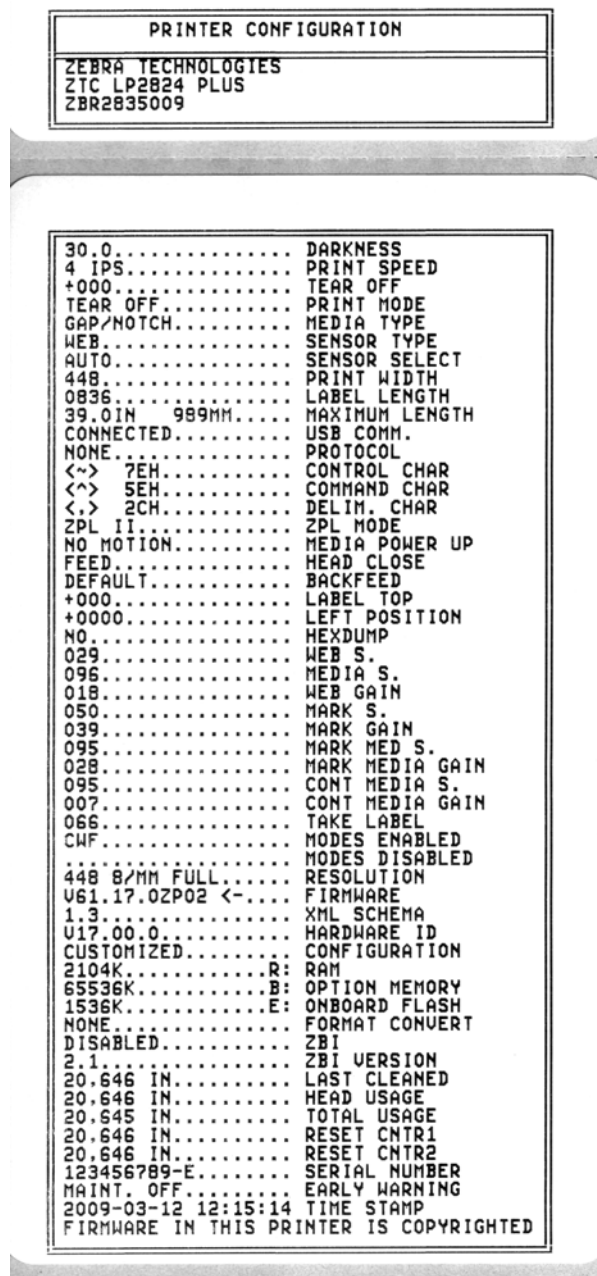 PRINTER CONFIGURATION
ZEBRA TECHNOLOGIES
ZTC LP2824 PLUS
ZBR2835009
30.0............... DARKNESS
4 IPS.............. PRINT SPEED
+000............... TEAR OFF
TEAR OFF........... PRINT MODE
GAP/NOTCH.......... MEDIA TYPE
WEB................ SENSOR TYPE
AUTO............... SENSOR SELECT
448................ PRINT WIDTH
0836............... LABEL LENGTH
39.0IN   989MM..... MAXIMUM LENGTH
CONNECTED.......... USB COMM.
NONE............... PROTOCOL
<~>  7EH........... CONTROL CHAR
<^>  5EH........... COMMAND CHAR
<,>  2CH........... DELIM. CHAR
ZPL II............. ZPL MODE
NO MOTION.......... MEDIA POWER UP
FEED............... HEAD CLOSE
DEFAULT............ BACKFEED
+000............... LABEL TOP
+0000.............. LEFT POSITION
NO................. HEXDUMP
029................ WEB S.
096................ MEDIA S.
018................ WEB GAIN
050................ MARK S.
039................ MARK GAIN
095................ MARK MED S.
028................ MARK MEDIA GAIN
095................ CONT MEDIA S.
007................ CONT MEDIA GAIN
066................ TAKE LABEL
CWF................ MODES ENABLED
................... MODES DISABLED
448 8/MM FULL...... RESOLUTION
V61.17.0ZP02 <-.... FIRMWARE
1.3................ XML SCHEMA
V17.00.0........... HARDWARE ID
CUSTOMIZED......... CONFIGURATION
2104K............R: RAM
65536K...........B: OPTION MEMORY
1536K............E: ONBOARD FLASH
NONE............... FORMAT CONVERT
DISABLED........... ZBI
2.1................ ZBI VERSION
20,646 IN.......... LAST CLEANED
20,646 IN.......... HEAD USAGE
20,645 IN.......... TOTAL USAGE
20,646 IN.......... RESET CNTR1
20,646 IN.......... RESET CNTR2
123456789-E........ SERIAL NUMBER
MAINT. OFF......... EARLY WARNING
2009-03-12 12:15:14 TIME STAMP
FIRMWARE IN THIS PRINTER IS COPYRIGHTED